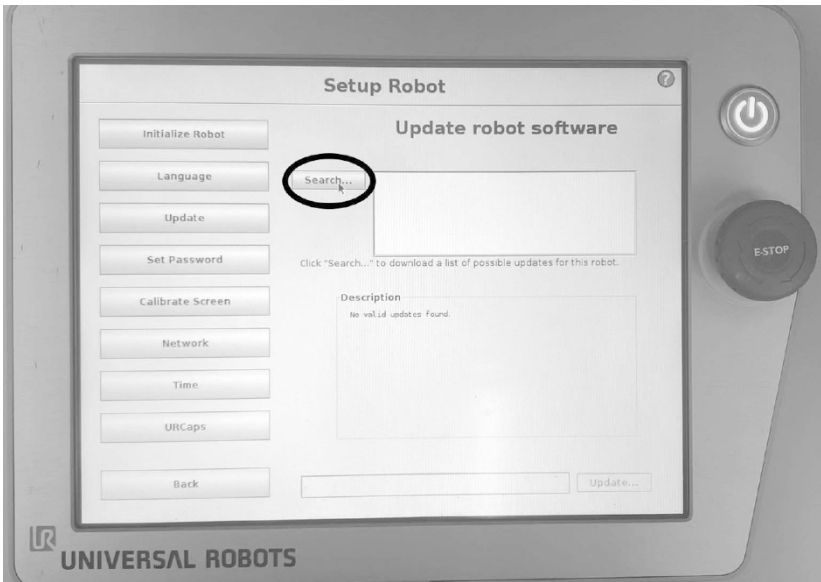 Setup Robot
?
Initialize Robot
Language
Update
Set Password
Calibrate Screen
Network
Time
URCaps
Back
Update robot software
Search...
Click "Search..." to download a list of possible updates for this robot.
Description
No valid updates found.
Update...
E-STOP
UR
UNIVERSAL ROBOTS